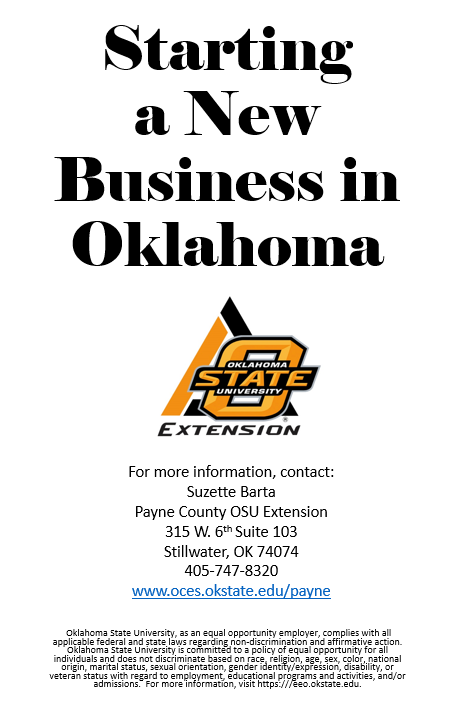 Starting
a New
Business in
Oklahoma
OKLAHOMA
STATE
UNIVERSITY
®
EXTENSION
For more information, contact:
Suzette Barta
Payne County OSU Extension
315 W. 6th Suite 103
Stillwater, OK 74074
405-747-8320
www.oces.okstate.edu/payne
Oklahoma State University, as an equal opportunity employer, complies with all
applicable federal and state laws regarding non-discrimination and affirmative action.
Oklahoma State University is committed to a policy of equal opportunity for all
individuals and does not discriminate based on race, religion, age, sex, color, national
origin, marital status, sexual orientation, gender identity/expression, disability, or
veteran status with regard to employment, educational programs and activities, and/or
admissions. For more information, visit https:///eeo.okstate.edu.